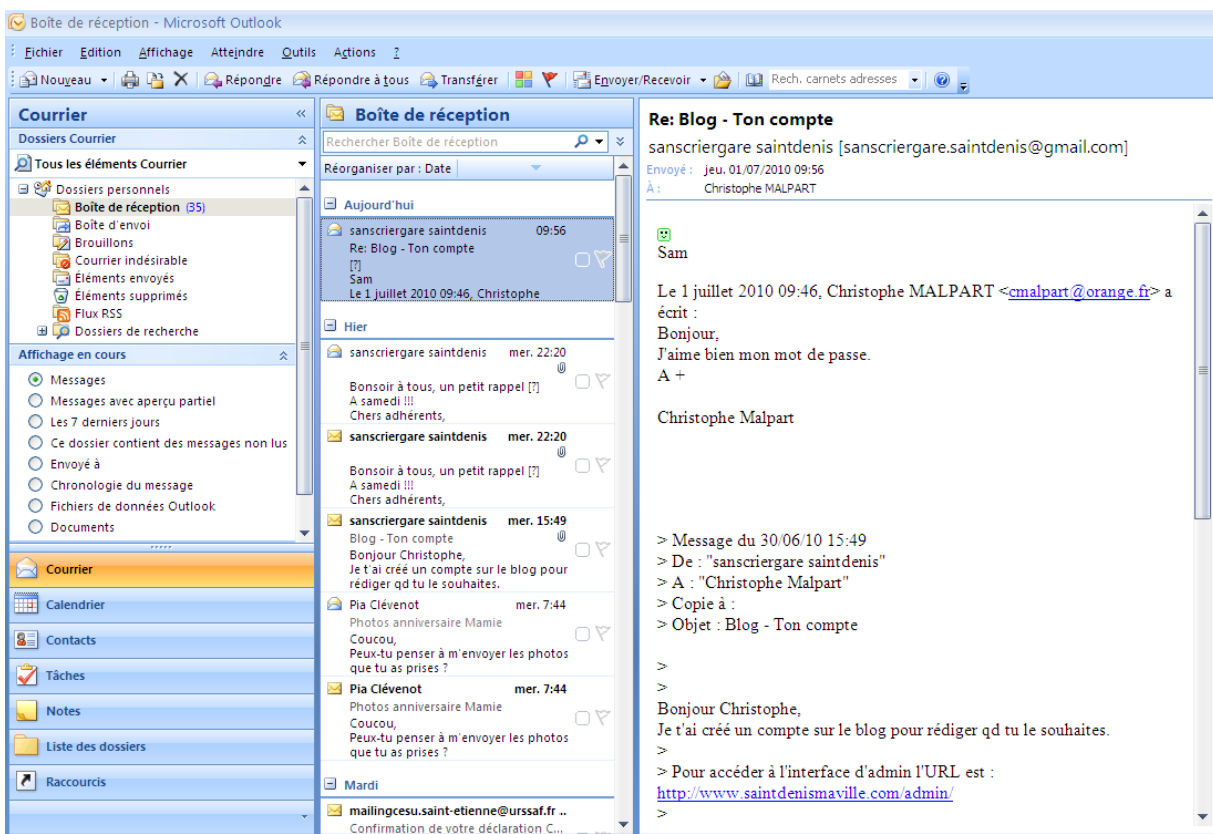 Boîte de réception - Microsoft Outlook
Fichier Edition Affichage Atteindre Outils Actions ?
Nouveau Répondre Répondre à tous Transférer Envoyer/Recevoir Rech. carnets adresses
Courrier
Dossiers Courrier
Tous les éléments Courrier
Dossiers personnels
Boîte de réception (35)
Boîte d'envoi
Brouillons
Courrier indésirable
Éléments envoyés
Éléments supprimés
Flux RSS
Dossiers de recherche
Affichage en cours
Messages
Messages avec aperçu partiel
Les 7 derniers jours
Ce dossier contient des messages non lus
Envoyé à
Chronologie du message
Fichiers de données Outlook
Documents
Courrier
Calendrier
Contacts
Tâches
Notes
Liste des dossiers
Raccourcis
Boîte de réception
Rechercher Boîte de réception
Réorganiser par : Date
Aujourd'hui
sanscriergare saintdenis 09:56
Re: Blog - Ton compte
[?]
Sam
Le 1 juillet 2010 09:46, Christophe
Hier
sanscriergare saintdenis mer. 22:20
Bonsoir à tous, un petit rappel [?]
A samedi !!!
Chers adhérents,
sanscriergare saintdenis mer. 22:20
Bonsoir à tous, un petit rappel [?]
A samedi !!!
Chers adhérents,
sanscriergare saintdenis mer. 15:49
Blog - Ton compte
Bonjour Christophe,
Je t'ai créé un compte sur le blog pour
rédiger qd tu le souhaites.
Pia Clévenot mer. 7:44
Photos anniversaire Mamie
Coucou,
Peux-tu penser à m'envoyer les photos
que tu as prises ?
Pia Clévenot mer. 7:44
Photos anniversaire Mamie
Coucou,
Peux-tu penser à m'envoyer les photos
que tu as prises ?
Mardi
mailingcesu.saint-etienne@urssaf.fr ..
Confirmation de votre déclaration C...
Re: Blog - Ton compte
sanscriergare saintdenis [sanscriergare.saintdenis@gmail.com]
Envoyé : jeu. 01/07/2010 09:56
À : Christophe MALPART
Sam
Le 1 juillet 2010 09:46, Christophe MALPART <cmalpart@orange.fr> a
écrit :
Bonjour,
J'aime bien mon mot de passe.
A +
Christophe Malpart
> Message du 30/06/10 15:49
> De : "sanscriergare saintdenis"
> A : "Christophe Malpart"
> Copie à :
> Objet : Blog - Ton compte
>
>
Bonjour Christophe,
Je t'ai créé un compte sur le blog pour rédiger qd tu le souhaites.
>
> Pour accéder à l'interface d'admin l'URL est :
http://www.saintdenismaville.com/admin/
>